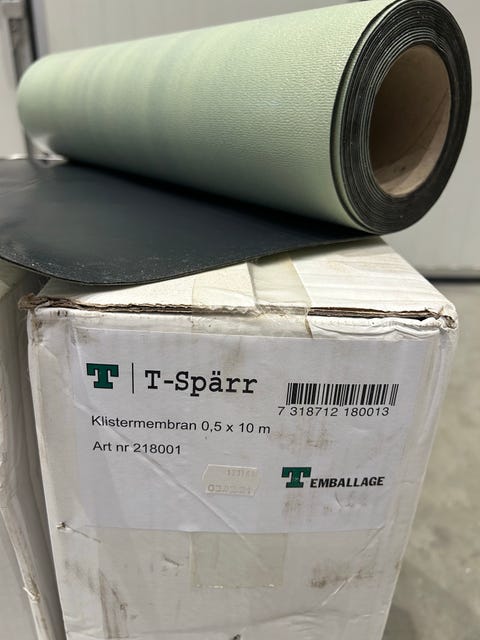 T | T-Spärr
7 318712 180013
Klistermembran 0,5 x 10 m
Art nr 218001
T EMBALLAGE